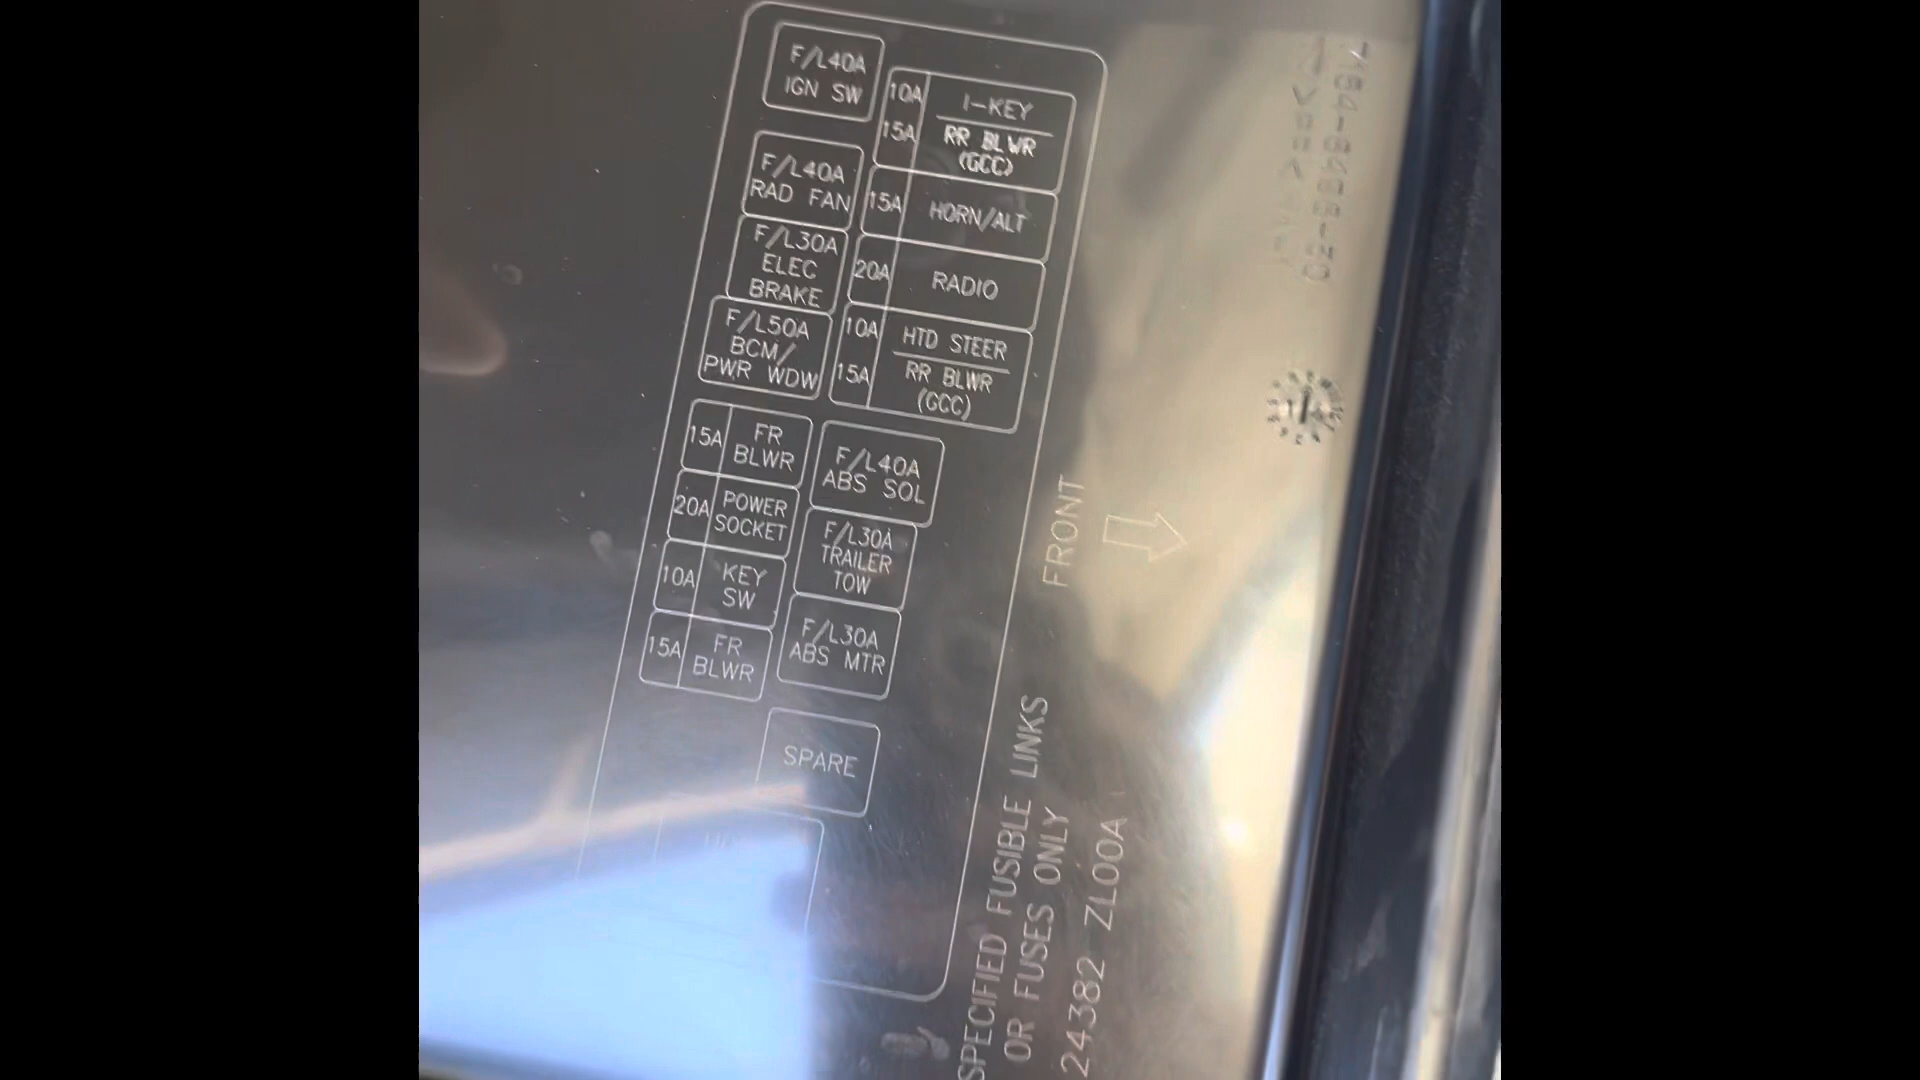 F/L40A
IGN SW
10A
I-KEY
15A
RR BLWR
(GCC)
F/L40A
RAD FAN
15A
HORN/ALT
F/L30A
ELEC
BRAKE
20A
RADIO
F/L50A
BCM/
PWR WDW
10A
HTD STEER
15A
RR BLWR
(GCC)
15A
FR
BLWR
F/L40A
ABS SOL
20A
POWER
SOCKET
F/L30A
TRAILER
TOW
10A
KEY
SW
F/L30A
ABS MTR
15A
FR
BLWR
SPARE
FRONT
SPECIFIED FUSIBLE LINKS
OR FUSES ONLY
24382 ZL00A